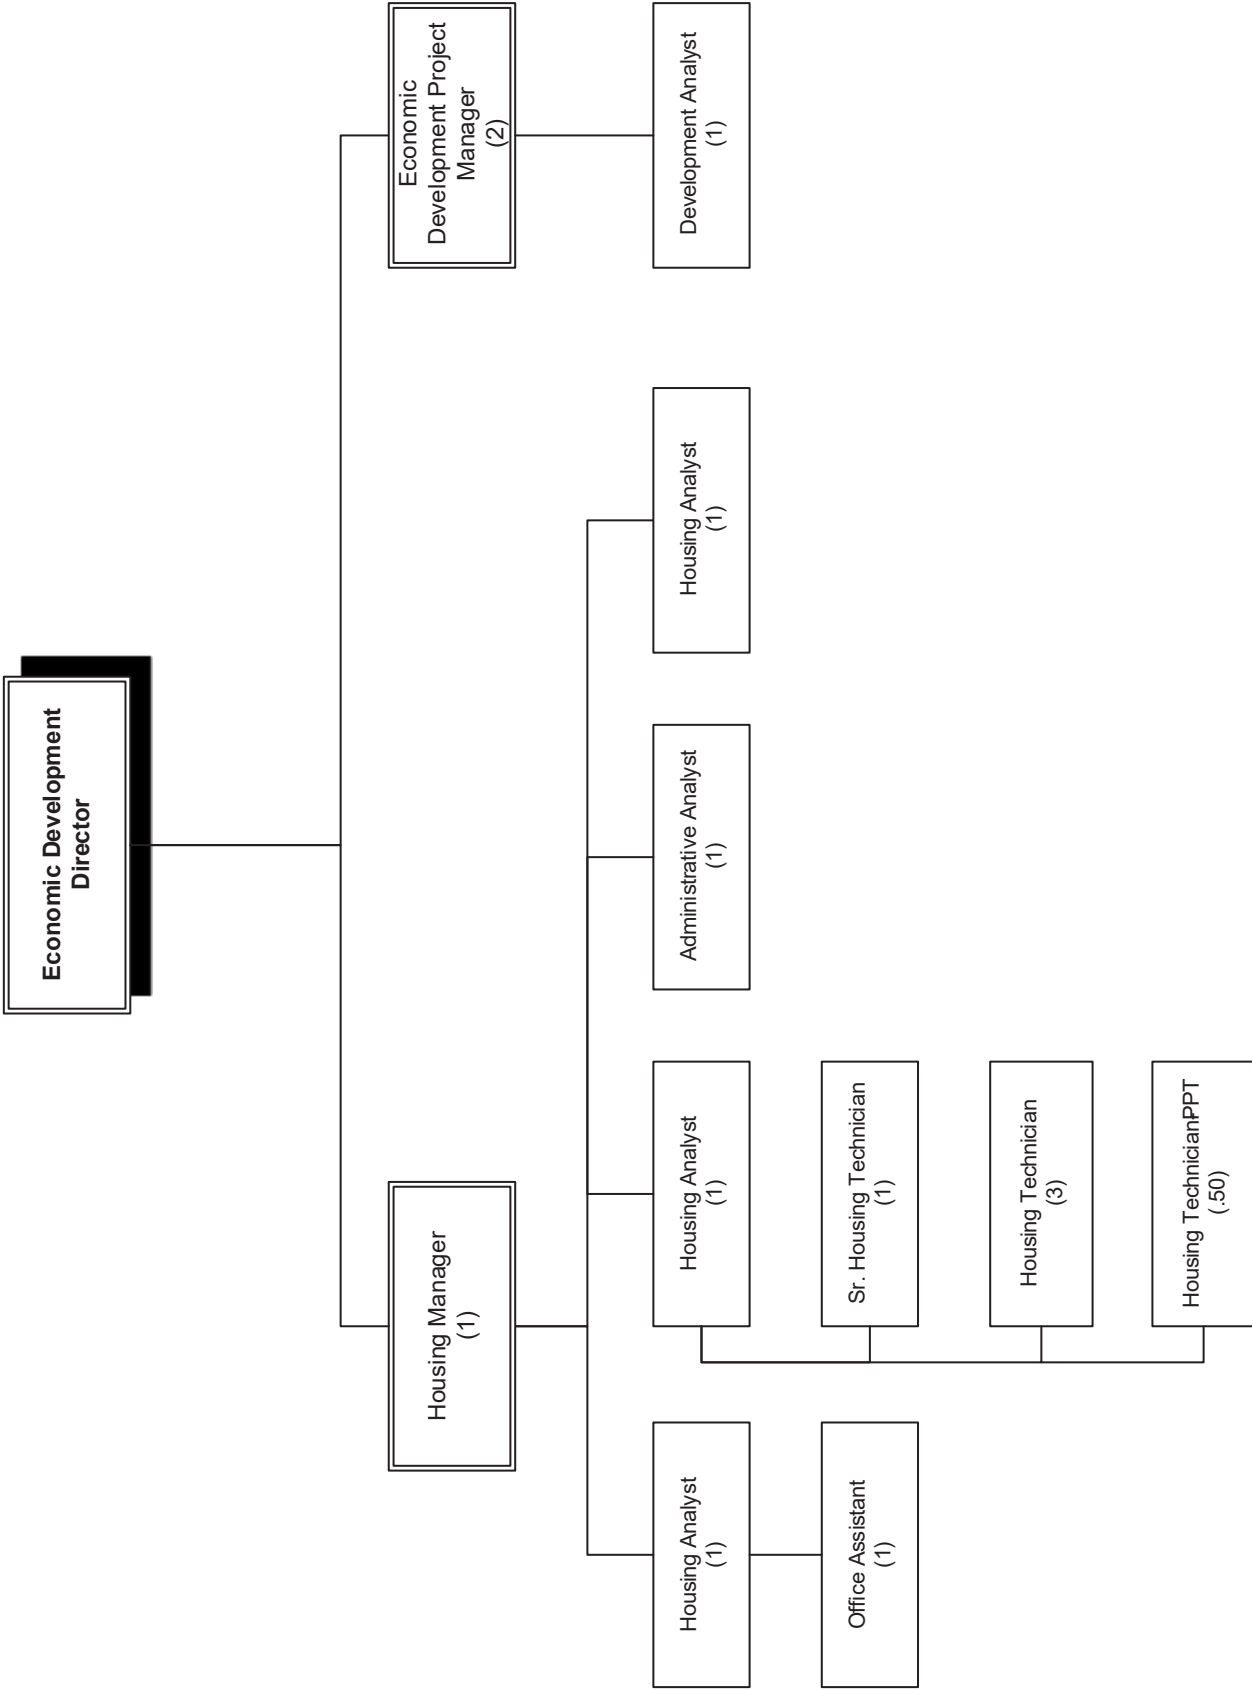 Economic Development
Director
Housing Manager
(1)
Economic
Development Project
Manager
(2)
Housing Analyst
(1)
Housing Analyst
(1)
Administrative Analyst
(1)
Housing Analyst
(1)
Development Analyst
(1)
Office Assistant
(1)
Sr. Housing Technician
(1)
Housing Technician
(3)
Housing Technician-PPT
(.50)